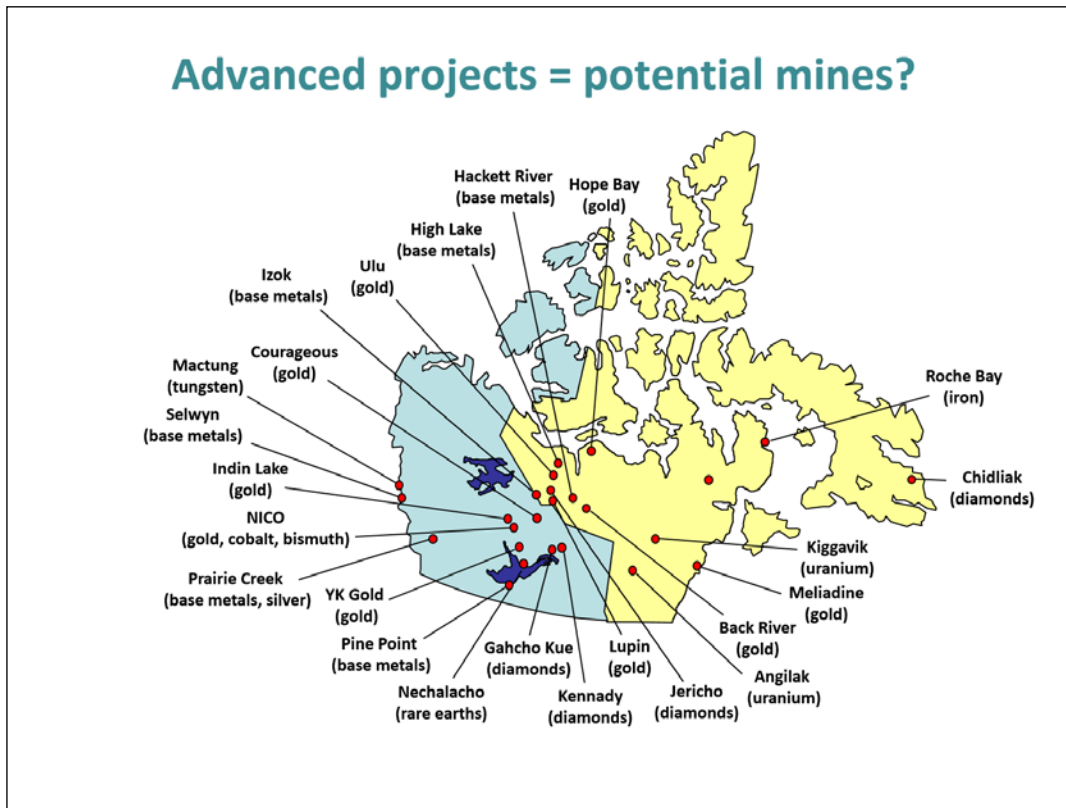 Advanced projects = potential mines?
Hackett River
(base metals)
Hope Bay
(gold)
High Lake
(base metals)
Ulu
(gold)
Izok
(base metals)
Courageous
(gold)
Mactung
(tungsten)
Selwyn
(base metals)
Indin Lake
(gold)
NICO
(gold, cobalt, bismuth)
Prairie Creek
(base metals, silver)
YK Gold
(gold)
Pine Point
(base metals)
Nechalacho
(rare earths)
Gahcho Kue
(diamonds)
Kennady
(diamonds)
Lupin
(gold)
Jericho
(diamonds)
Back River
(gold)
Angilak
(uranium)
Meliadine
(gold)
Kiggavik
(uranium)
Chidliak
(diamonds)
Roche Bay
(iron)